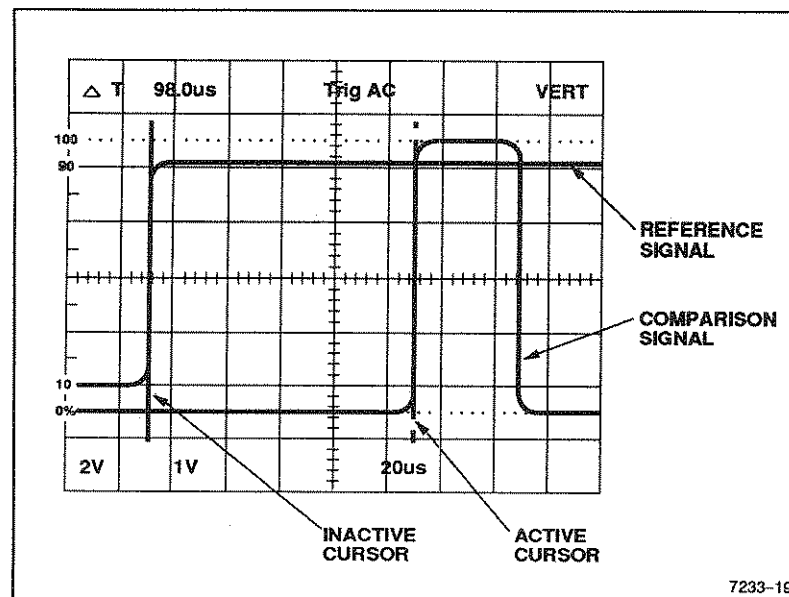 △ T 98.0us Trig AC VERT
100
90
REFERENCE
SIGNAL
COMPARISON
SIGNAL
10
0%
2V 1V 20us
INACTIVE
CURSOR
ACTIVE
CURSOR
7233-19